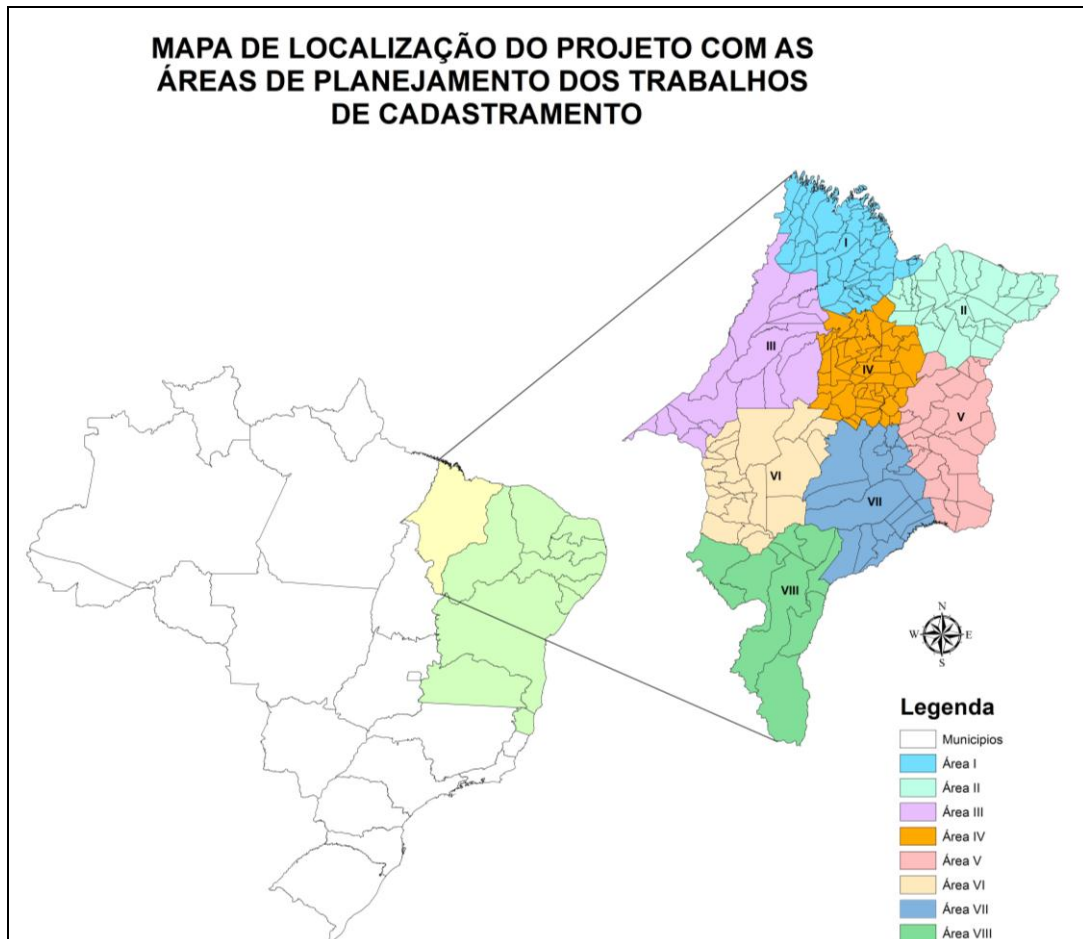 MAPA DE LOCALIZAÇÃO DO PROJETO COM AS
ÁREAS DE PLANEJAMENTO DOS TRABALHOS
DE CADASTRAMENTO
I
II
III
IV
V
VI
VII
VIII
N
W
E
S
Legenda
Municipios
Área I
Área II
Área III
Área IV
Área V
Área VI
Área VII
Área VIII